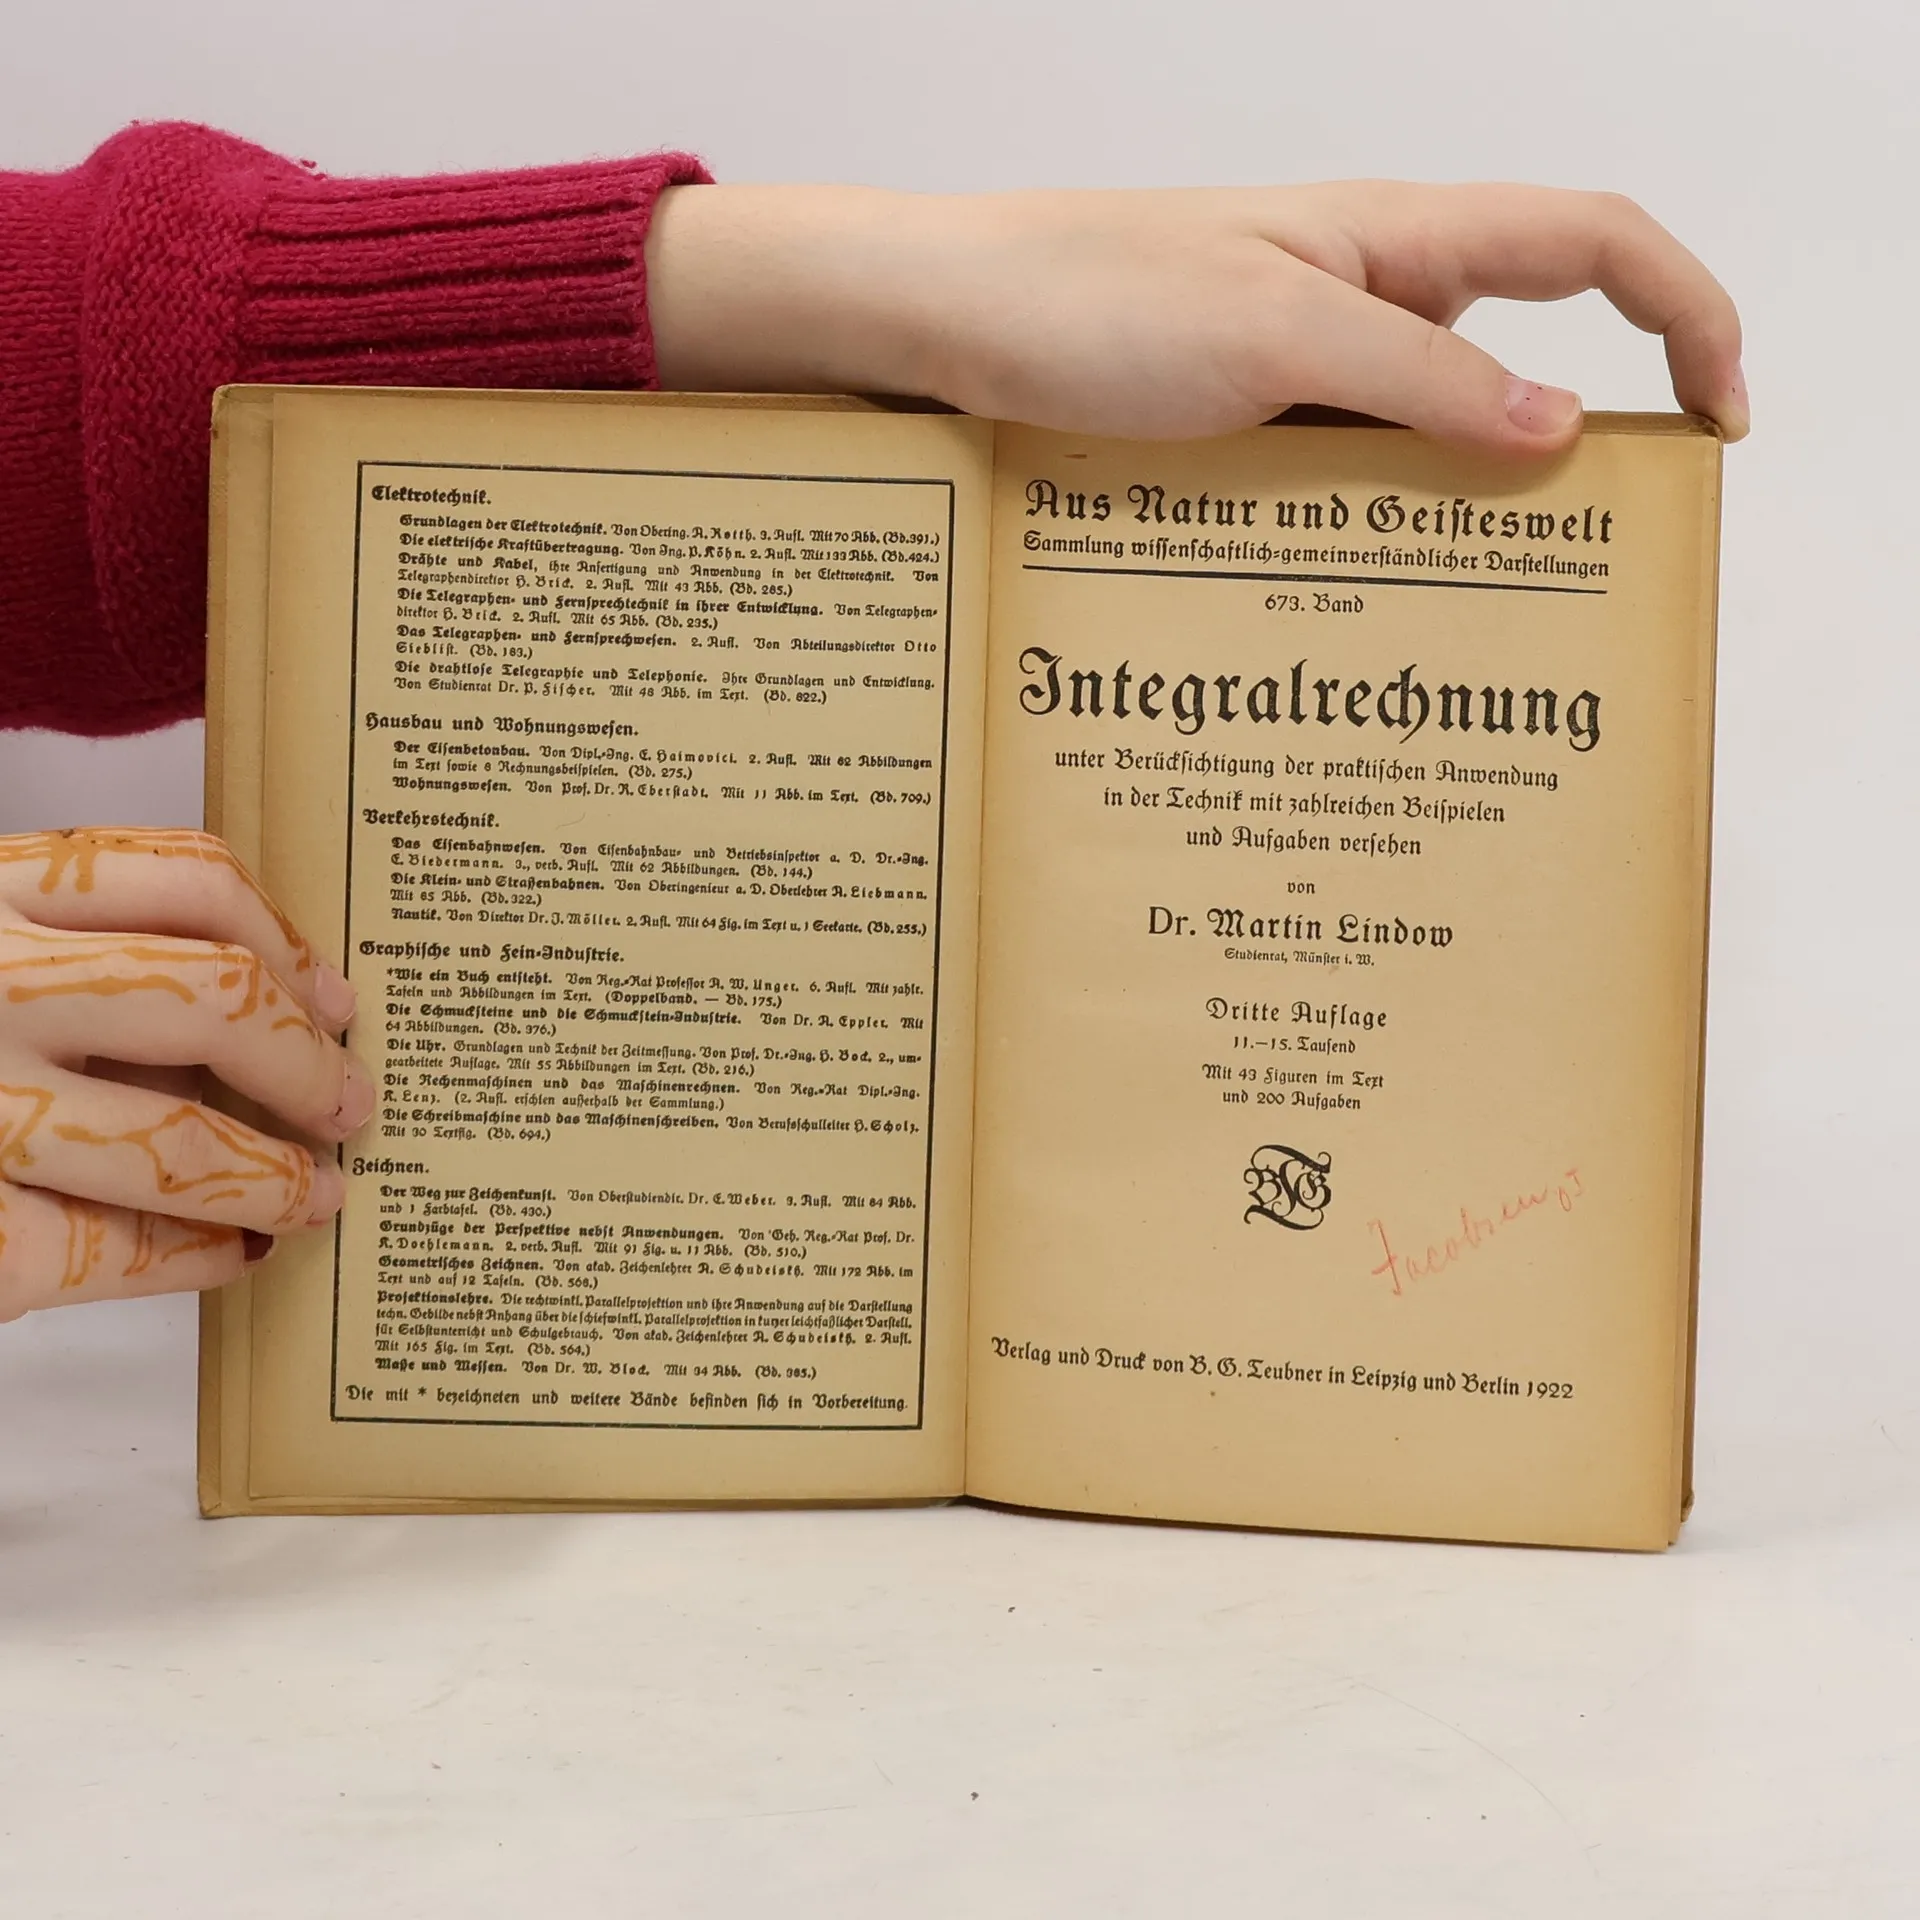 Elektrotechnik.
Grundlagen der Elektrotechnik. Von Obering. A. Rotth. 3. Aufl. Mit 70 Abb. (Bd. 391.)
Die elektrische Kraftübertragung. Von Ing. P. Köhn. 2. Aufl. Mit 133 Abb. (Bd. 424.)
Drähte und Kabel, ihre Anfertigung und Anwendung in der Elektrotechnik. Von
Telegraphendirektor H. Brick. 2. Aufl. Mit 43 Abb. (Bd. 285.)
Die Telegraphen- und Fernsprechtechnik in ihrer Entwicklung. Von Telegraphen-
direktor H. Brick. 2. Aufl. Mit 65 Abb. (Bd. 235.)
Das Telegraphen- und Fernsprechwesen. 2. Aufl. Von Abteilungsdirektor Otto
Sieblist. (Bd. 183.)
Die drahtlose Telegraphie und Telephonie. Ihre Grundlagen und Entwicklung.
Von Studienrat Dr. P. Fischer. Mit 48 Abb. im Text. (Bd. 822.)
Hausbau und Wohnungswesen.
Der Eisenbetonbau. Von Dipl.-Ing. E. Haimovici. 2. Aufl. Mit 82 Abbildungen
im Text sowie 8 Rechnungsbeispielen. (Bd. 275.)
Wohnungswesen. Von Prof. Dr. R. Eberstadt. Mit 11 Abb. im Text. (Bd. 709.)
Verkehrstechnik.
Das Eisenbahnwesen. Von Eisenbahnbau- und Betriebsinspektor a. D. Dr.-Ing.
E. Biedermann. 3., verb. Aufl. Mit 62 Abbildungen. (Bd. 144.)
Die Klein- und Straßenbahnen. Von Oberingenieur a. D. Oberlehrer A. Liebmann.
Mit 85 Abb. (Bd. 322.)
Nautik. Von Direktor Dr. J. Möller. 2. Aufl. Mit 64 Fig. im Text u. 1 Seekarte. (Bd. 255.)
Graphische und Fein-Industrie.
*Wie ein Buch entsteht. Von Reg.-Rat Professor A. W. Unger. 6. Aufl. Mit zahlr.
Tafeln und Abbildungen im Text. (Doppelband. — Bd. 175.)
Die Schmucksteine und die Schmuckstein-Industrie. Von Dr. A. Eppler. Mit
64 Abbildungen. (Bd. 376.)
Die Uhr. Grundlagen und Technik der Zeitmessung. Von Prof. Dr.-Ing. H. Bock. 2., um-
gearbeitete Auflage. Mit 55 Abbildungen im Text. (Bd. 216.)
Die Rechenmaschinen und das Maschinenrechnen. Von Reg.-Rat Dipl.-Ing.
K. Lenz. (2. Aufl. erschien außerhalb der Sammlung.)
Die Schreibmaschine und das Maschinenschreiben. Von Berufsschulleiter H. Scholz.
Mit 30 Textfig. (Bd. 694.)
Zeichnen.
Der Weg zur Zeichenkunst. Von Oberstudiendir. Dr. E. Weber. 3. Aufl. Mit 84 Abb.
und 1 Farbtafel. (Bd. 430.)
Grundzüge der Perspektive nebst Anwendungen. Von Geh. Reg.-Rat Prof. Dr.
K. Doehlemann. 2. verb. Aufl. Mit 91 Fig. u. 11 Abb. (Bd. 510.)
Geometrisches Zeichnen. Von akad. Zeichenlehrer A. Schudeisky. Mit 172 Abb. im
Text und auf 12 Tafeln. (Bd. 568.)
Projektionslehre. Die rechtwinkl. Parallelprojektion und ihre Anwendung auf die Darstellung
techn. Gebilde nebst Anhang über die schiefwinkl. Parallelprojektion in kurzer leichtfaßlicher Darstell.
für Selbstunterricht und Schulgebrauch. Von akad. Zeichenlehrer A. Schudeisky. 2. Aufl.
Mit 165 Fig. im Text. (Bd. 564.)
Maße und Messen. Von Dr. W. Block. Mit 34 Abb. (Bd. 385.)
Die mit * bezeichneten und weitere Bände befinden sich in Vorbereitung.
Aus Natur und Geisteswelt
Sammlung wissenschaftlich-gemeinverständlicher Darstellungen
673. Band
Integralrechnung
unter Berücksichtigung der praktischen Anwendung
in der Technik mit zahlreichen Beispielen
und Aufgaben versehen
von
Dr. Martin Lindow
Studienrat, Münster i. W.
Dritte Auflage
11.–15. Tausend
Mit 43 Figuren im Text
und 200 Aufgaben
BGT
Jacobsen
Verlag und Druck von B. G. Teubner in Leipzig und Berlin 1922